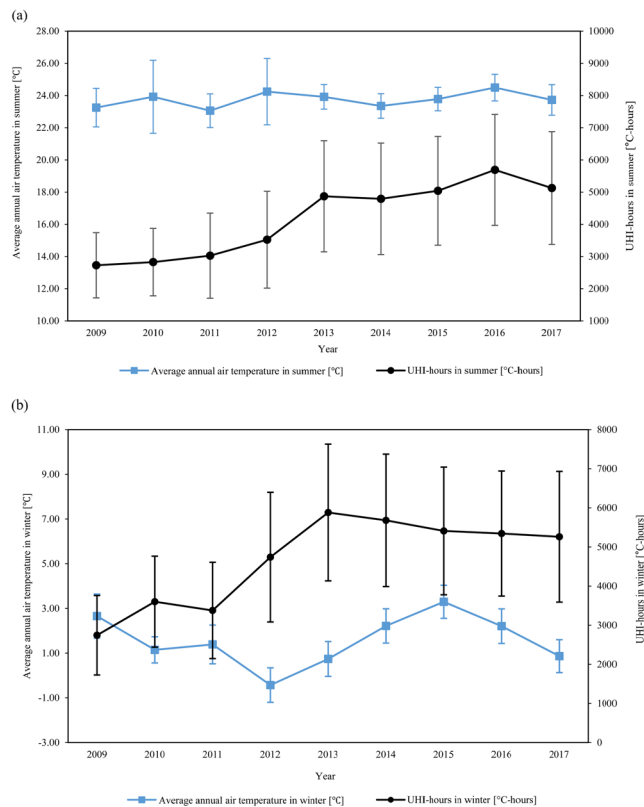 (a)
28.00
26.00
24.00
22.00
20.00
18.00
16.00
14.00
12.00
10.00
Average annual air temperature in summer [℃]
10000
9000
8000
7000
6000
5000
4000
3000
2000
1000
UHI-hours
in summer [°C-hours]
2009 2010 2011 2012 2013 2014 2015 2016 2017
Year
Average annual air temperature in summer [℃] UHI-hours in summer [°C-hours]
(b)
11.00
9.00
7.00
5.00
3.00
1.00
-1.00
-3.00
Average annual air temperature in winter [℃]
8000
7000
6000
5000
4000
3000
2000
1000
0
UHI-hours in winter [°C-hours]
2009 2010 2011 2012 2013 2014 2015 2016 2017
Year
Average annual air temperature in winter [℃] UHI-hours in winter [°C-hours]